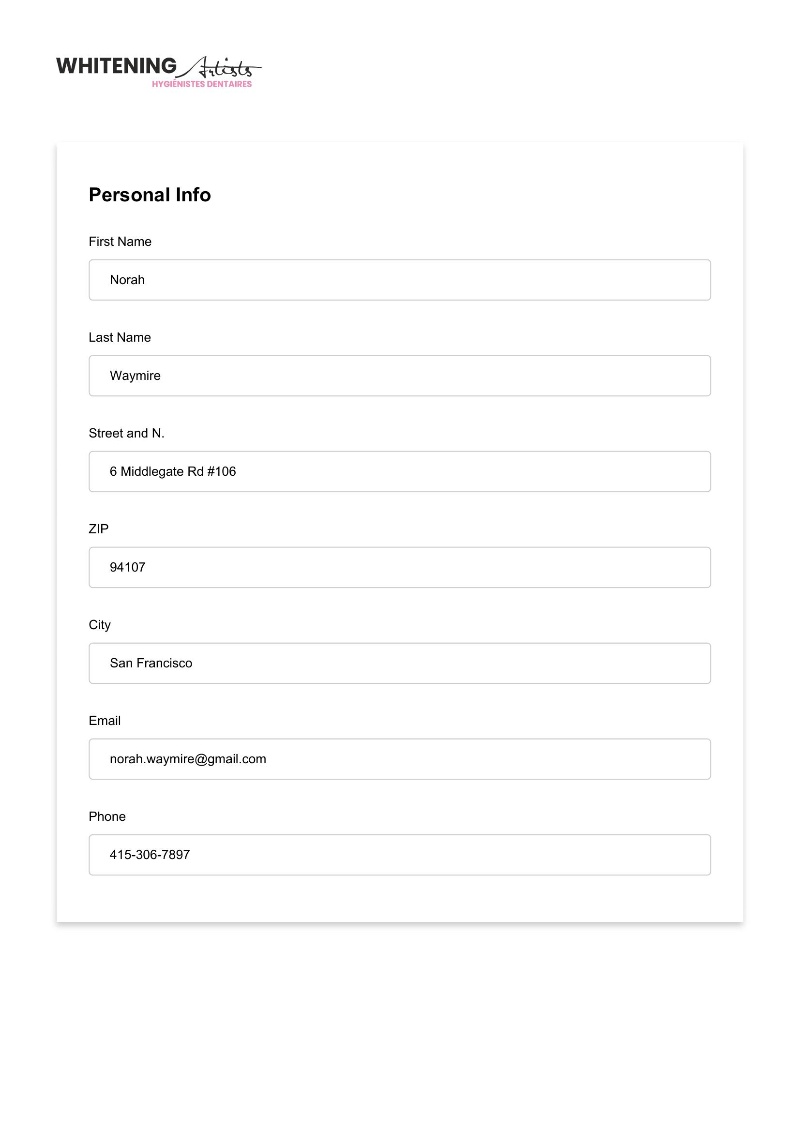 WHITENING Artists
HYGIÉNISTES DENTAIRES
Personal Info
First Name
Norah
Last Name
Waymire
Street and N.
6 Middlegate Rd #106
ZIP
94107
City
San Francisco
Email
norah.waymire@gmail.com
Phone
415-306-7897